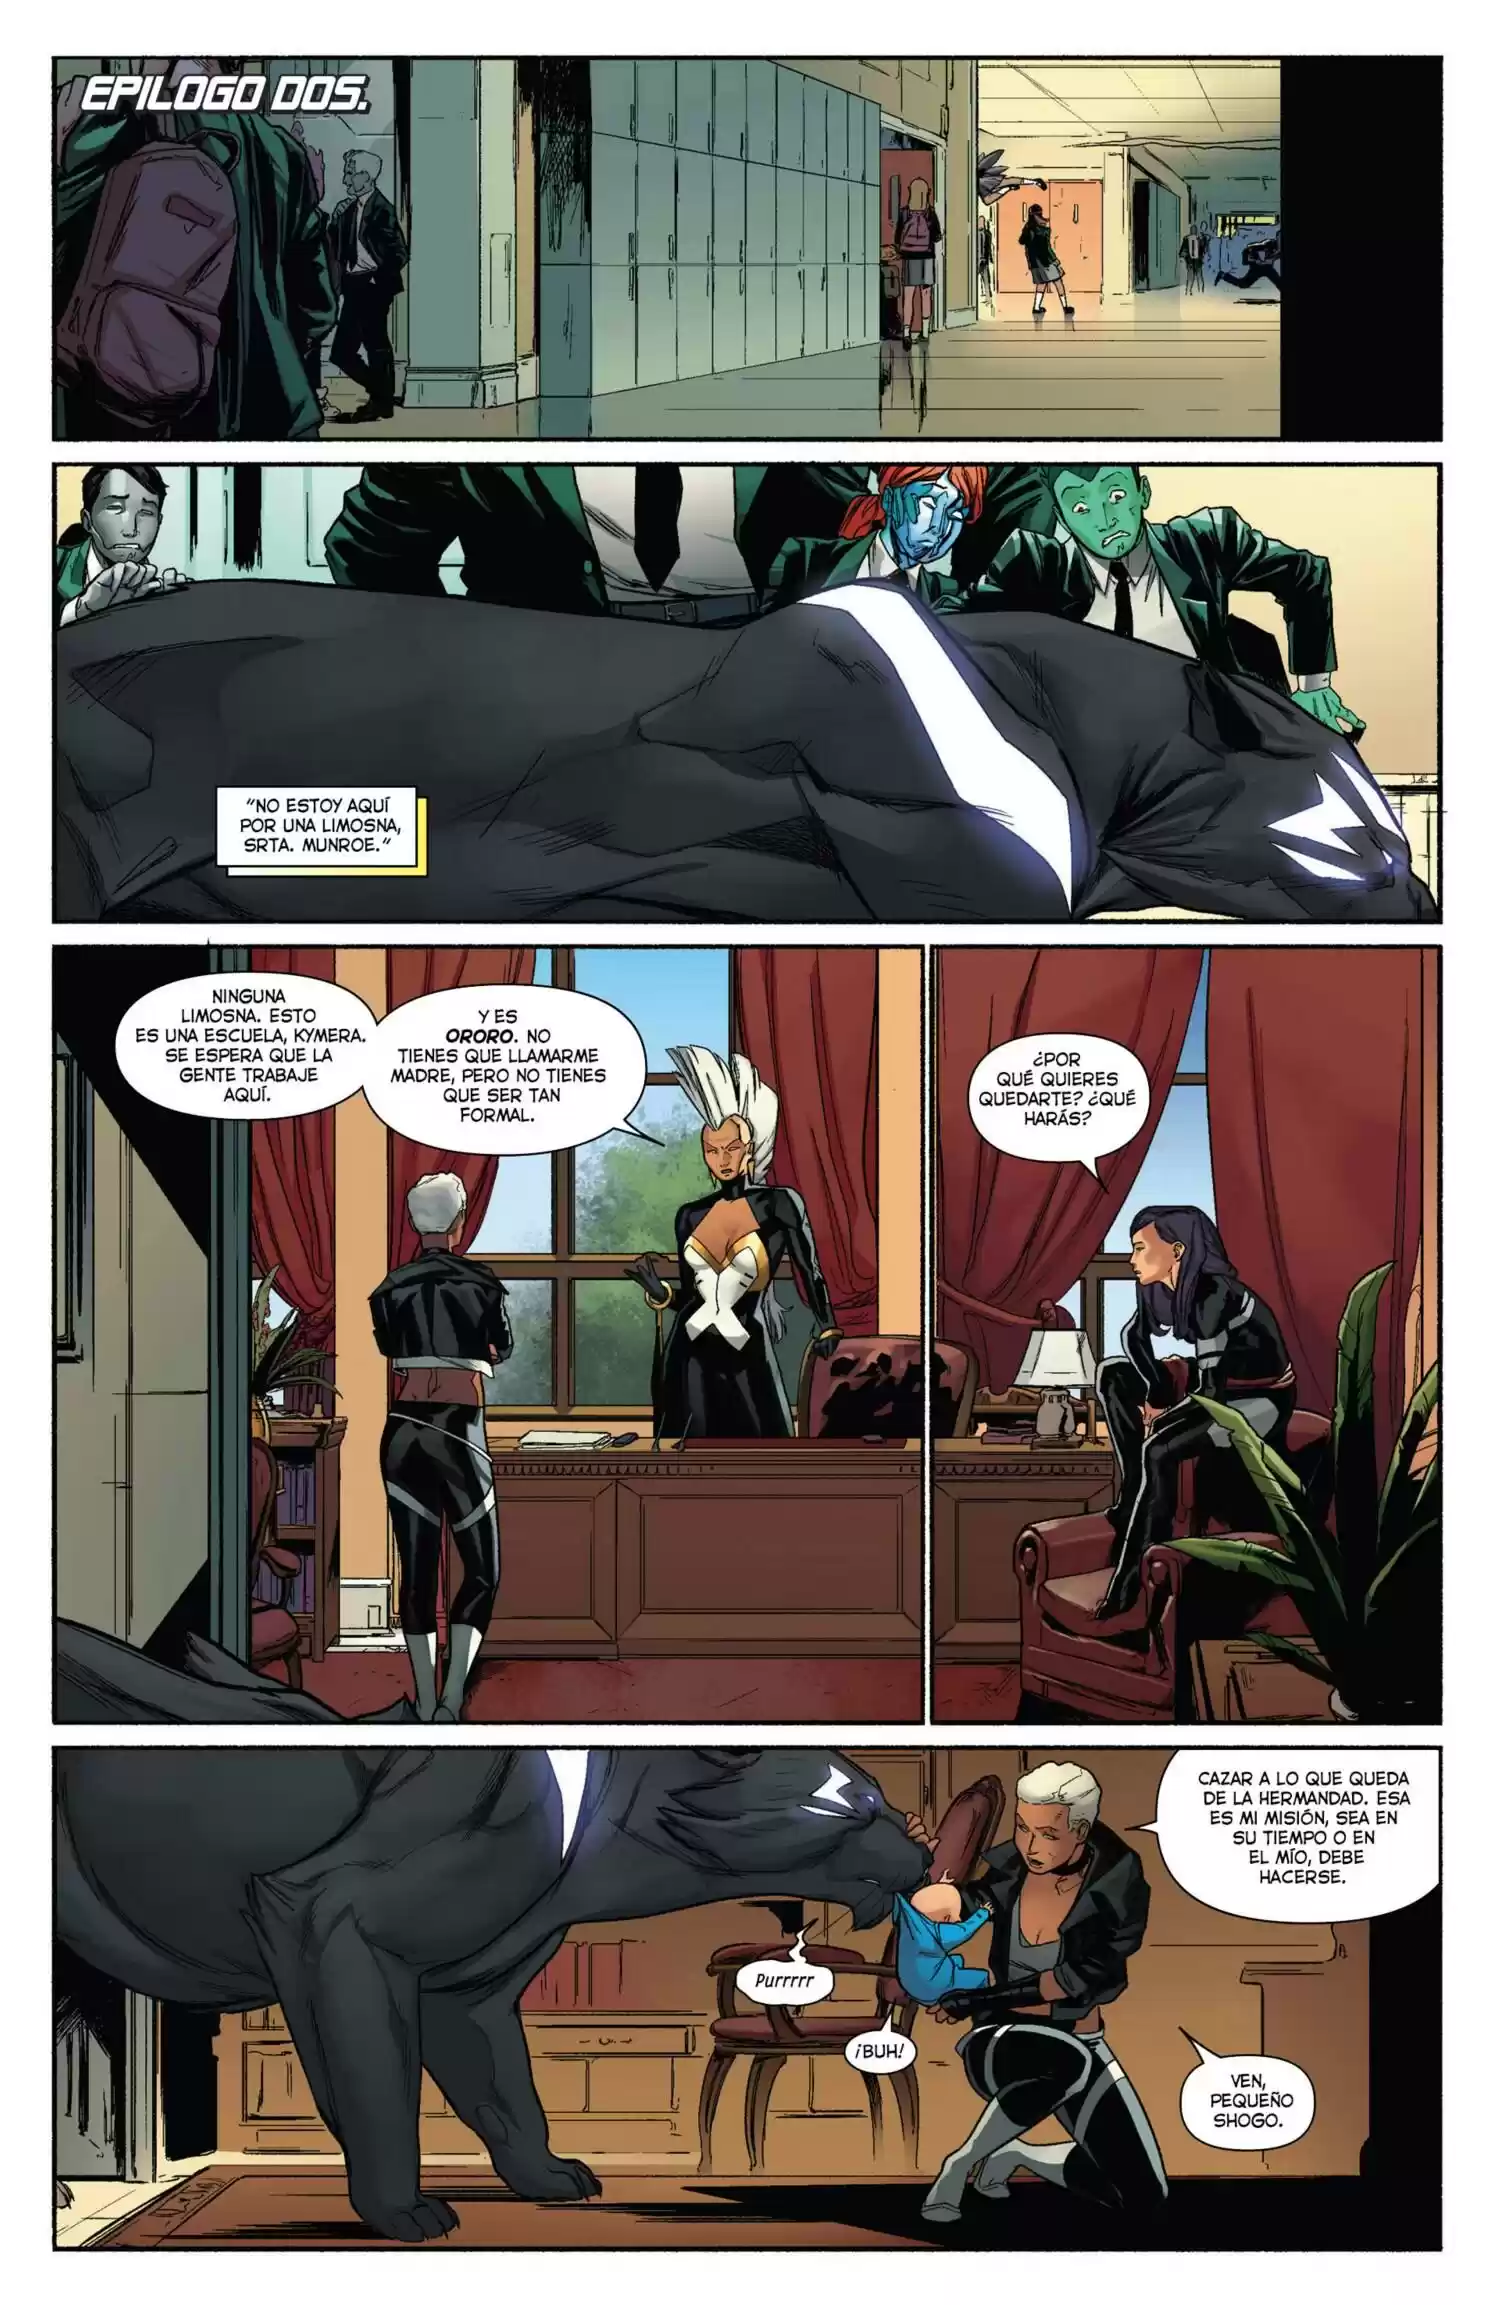 EPILOGO DOS.
"NO ESTOY AQUÍ
POR UNA LIMOSNA,
SRTA. MUNROE."
NINGUNA
LIMOSNA. ESTO
ES UNA ESCUELA, KYMERA.
SE ESPERA QUE LA
GENTE TRABAJE
AQUÍ.
Y ES
ORORO. NO
TIENES QUE LLAMARME
MADRE, PERO NO TIENES
QUE SER TAN
FORMAL.
¿POR
QUÉ QUIERES
QUEDARTE? ¿QUÉ
HARÁS?
CAZAR A LO QUE QUEDA
DE LA HERMANDAD. ESA
ES MI MISIÓN, SEA EN
SU TIEMPO O EN
EL MÍO, DEBE
HACERSE.
Purrrrr
¡BUH!
VEN,
PEQUEÑO
SHOGO.